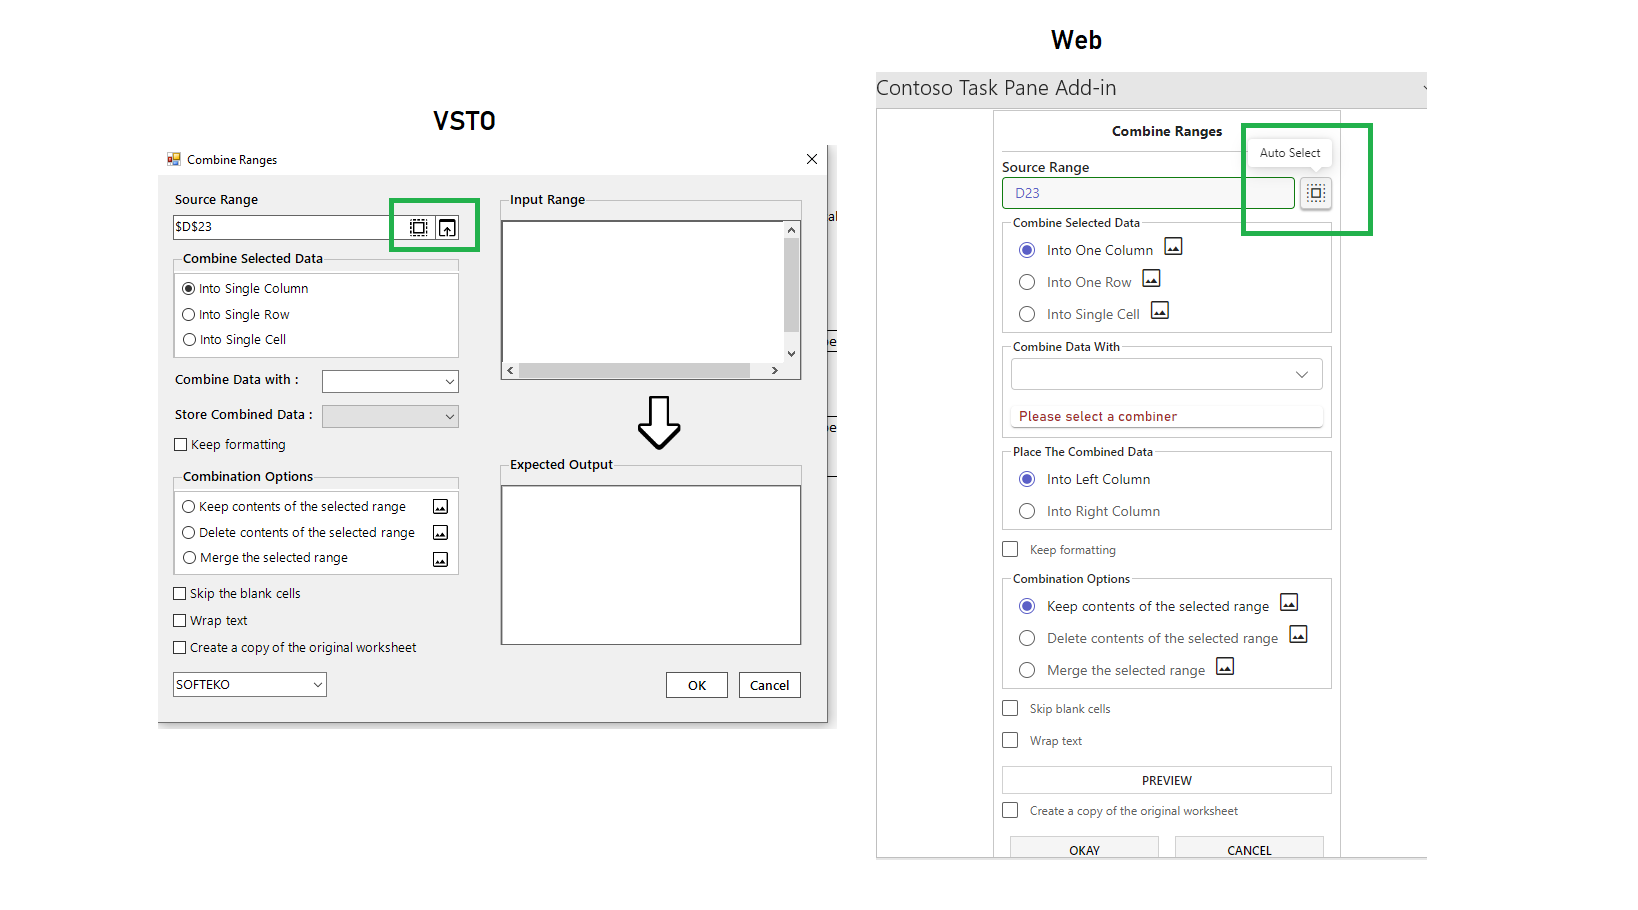 VSTO
Combine Ranges
Source Range
$D$23
Combine Selected Data
Into Single Column
Into Single Row
Into Single Cell
Combine Data with :
Store Combined Data :
Keep formatting
Combination Options
Keep contents of the selected range
Delete contents of the selected range
Merge the selected range
Skip the blank cells
Wrap text
Create a copy of the original worksheet
SOFTEKO
Input Range
Expected Output
OK
Cancel
Web
Contoso Task Pane Add-in
Combine Ranges
Auto Select
Source Range
D23
Combine Selected Data
Into One Column
Into One Row
Into Single Cell
Combine Data With
Please select a combiner
Place The Combined Data
Into Left Column
Into Right Column
Keep formatting
Combination Options
Keep contents of the selected range
Delete contents of the selected range
Merge the selected range
Skip blank cells
Wrap text
PREVIEW
Create a copy of the original worksheet
OKAY
CANCEL